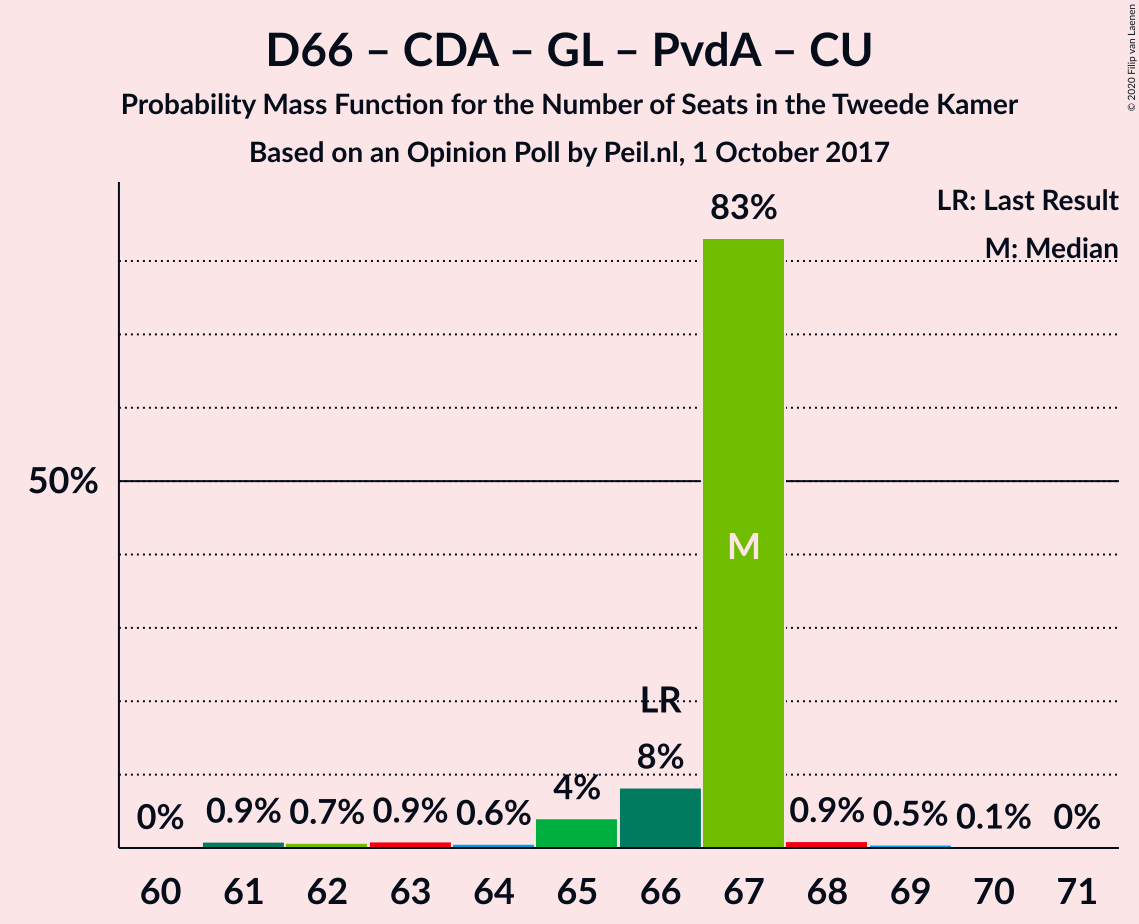 D66 – CDA – GL – PvdA – CU
Probability Mass Function for the Number of Seats in the Tweede Kamer
Based on an Opinion Poll by Peil.nl, 1 October 2017
© 2020 Filip van Laenen
LR: Last Result
M: Median
83%
50%
M
LR
8%
4%
0% 0.9% 0.7% 0.9% 0.6% 0.9% 0.5% 0.1% 0%
60 61 62 63 64 65 66 67 68 69 70 71